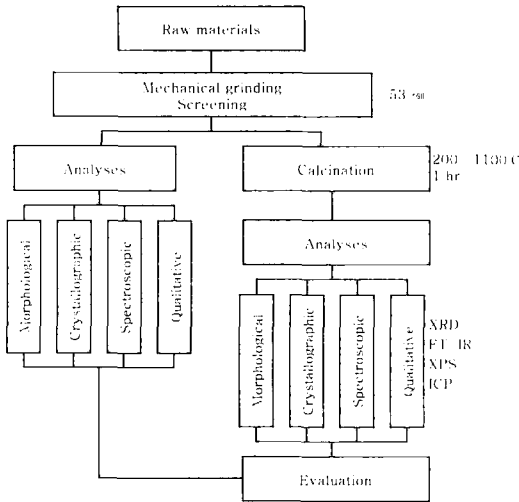 Raw materials
Mechanical grinding
Screening
53 ㎛
Analyses
Calcination
200 1100 C
1 hr
Morphological
Crystallographic
Spectroscopic
Qualitative
Analyses
Morphological
Crystallographic
Spectroscopic
Qualitative
XRD
FT IR
XPS
ICP
Evaluation